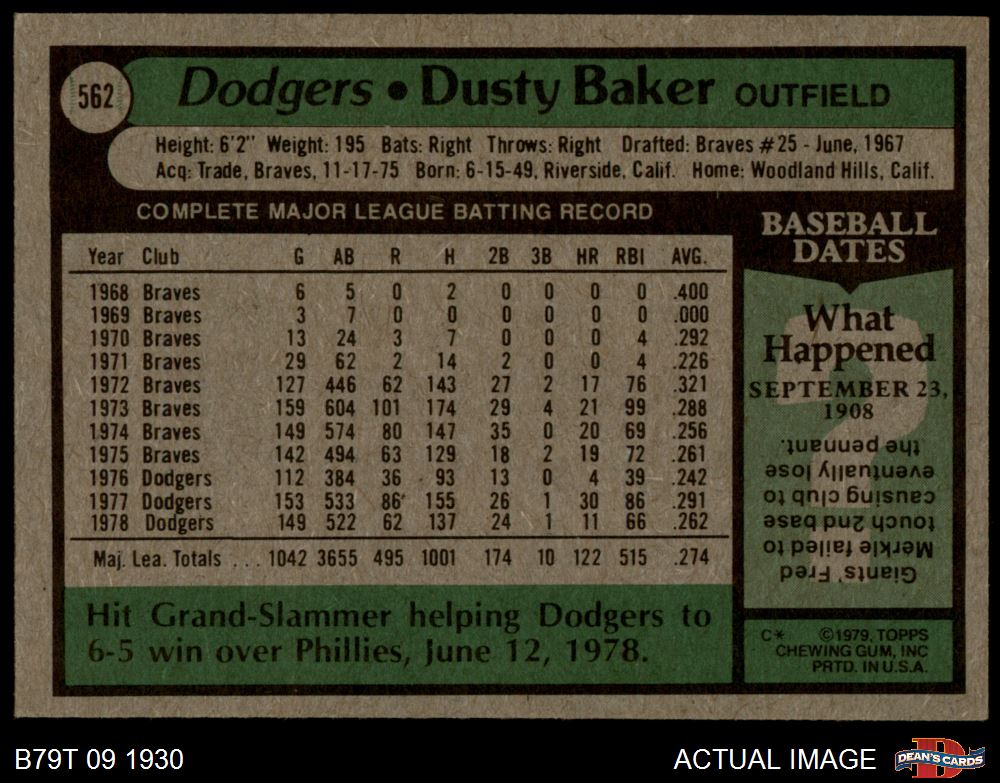 562
Dodgers • Dusty Baker OUTFIELD
Height: 6'2" Weight: 195 Bats: Right Throws: Right Drafted: Braves #25 - June, 1967
Acq: Trade, Braves, 11-17-75 Born: 6-15-49, Riverside, Calif. Home: Woodland Hills, Calif.
COMPLETE MAJOR LEAGUE BATTING RECORD
Year Club G AB R H 2B 3B HR RBI AVG.
1968 Braves 6 5 0 2 0 0 0 0 .400
1969 Braves 3 7 0 0 0 0 0 0 .000
1970 Braves 13 24 3 7 0 0 0 4 .292
1971 Braves 29 62 2 14 2 0 0 4 .226
1972 Braves 127 446 62 143 27 2 17 76 .321
1973 Braves 159 604 101 174 29 4 21 99 .288
1974 Braves 149 574 80 147 35 0 20 69 .256
1975 Braves 142 494 63 129 18 2 19 72 .261
1976 Dodgers 112 384 36 93 13 0 4 39 .242
1977 Dodgers 153 533 86 155 26 1 30 86 .291
1978 Dodgers 149 522 62 137 24 1 11 66 .262
Maj. Lea. Totals . . . 1042 3655 495 1001 174 10 122 515 .274
Hit Grand-Slammer helping Dodgers to
6-5 win over Phillies, June 12, 1978.
BASEBALL
DATES
What
Happened
SEPTEMBER 23,
1908
Giants' Fred
Merkle failed to
touch 2nd base
causing club to
eventually lose
the pennant.
C* ©1979, TOPPS
CHEWING GUM, INC
PRTD. IN U.S.A.
B79T 09 1930
ACTUAL IMAGE
D
DEAN'S CARDS